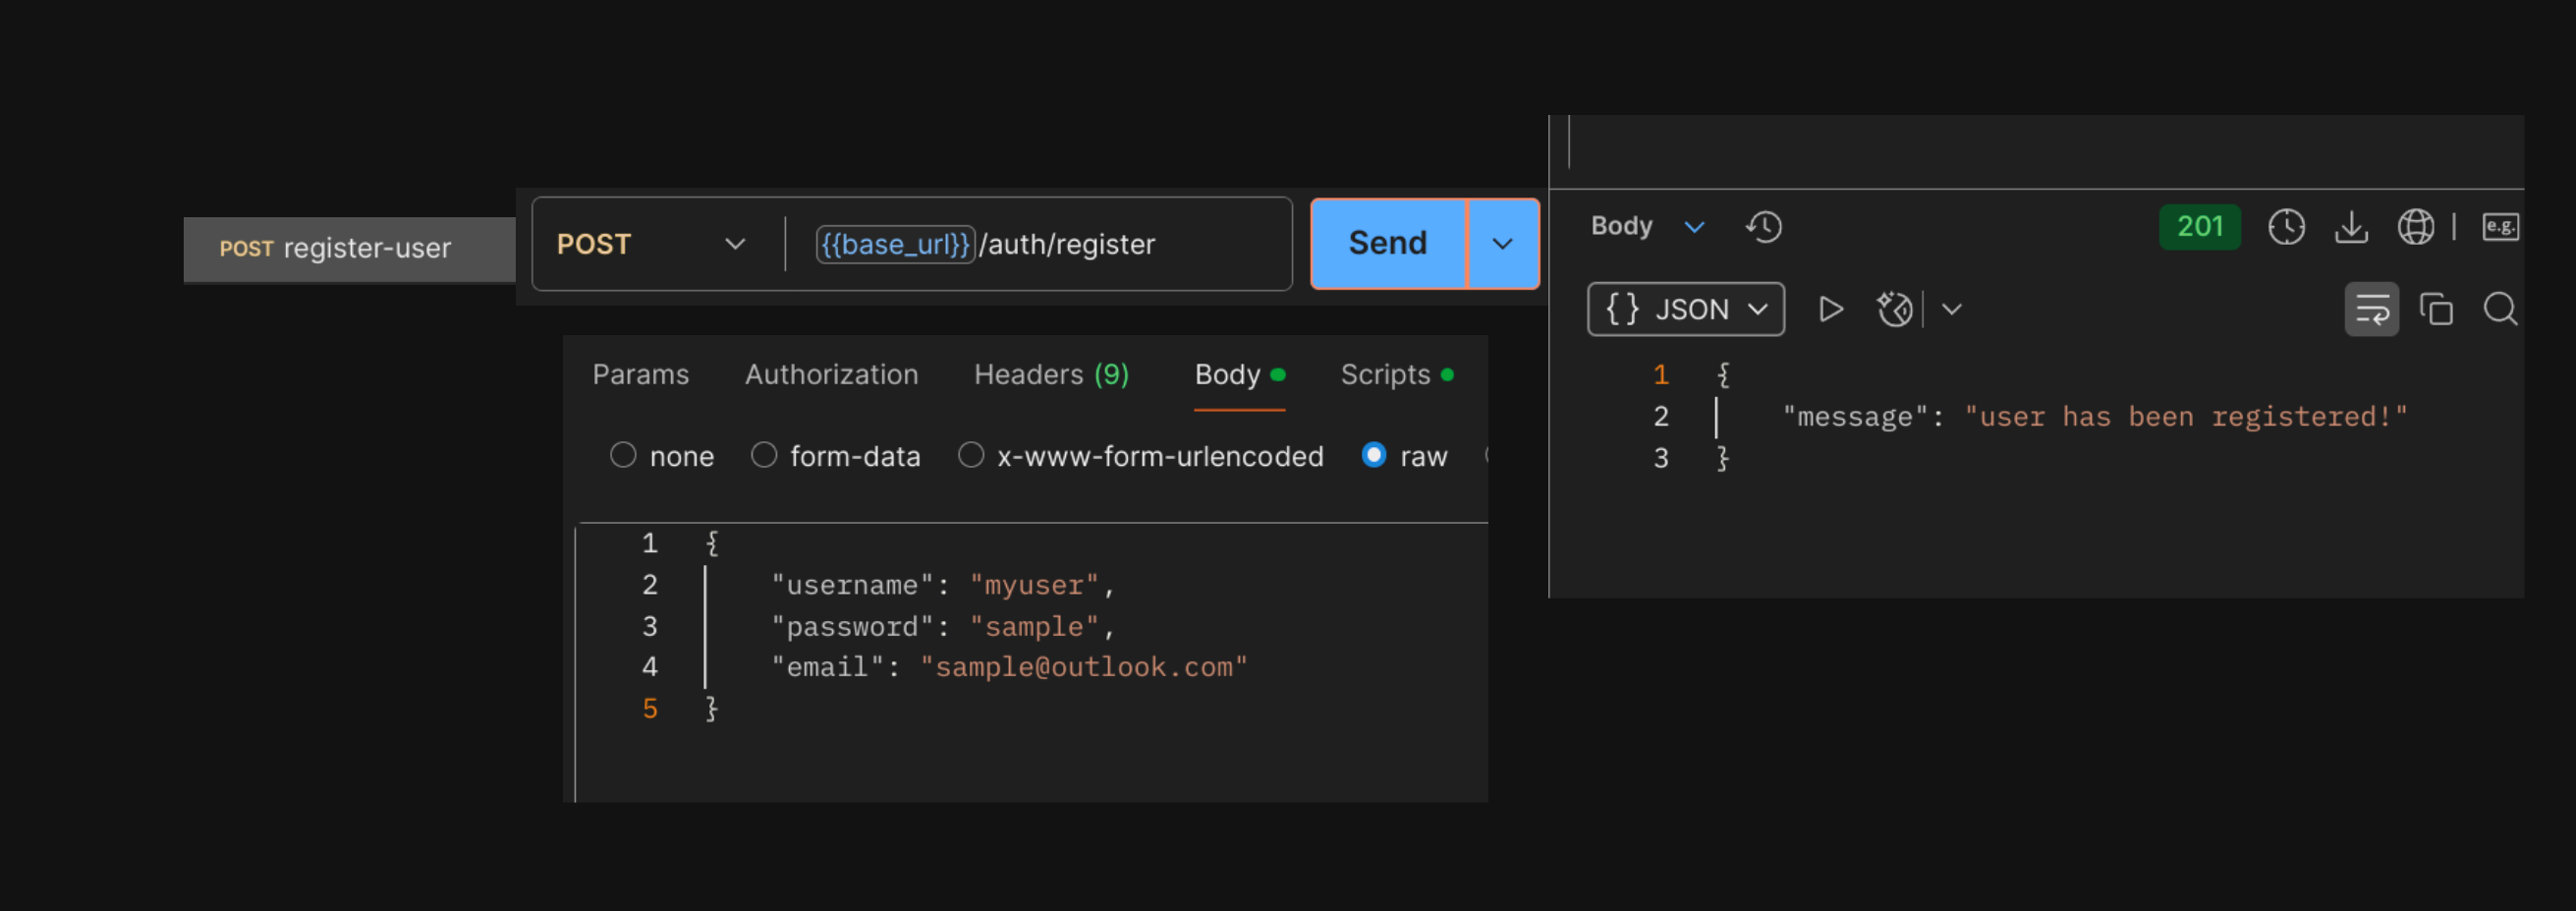 POST register-user
POST {{base_url}}/auth/register Send
Params Authorization Headers (9) Body Scripts
none form-data x-www-form-urlencoded raw
1 {
2 "username": "myuser",
3 "password": "sample",
4 "email": "sample@outlook.com"
5 }
Body 201 e.g.
{} JSON
1 {
2 "message": "user has been registered!"
3 }